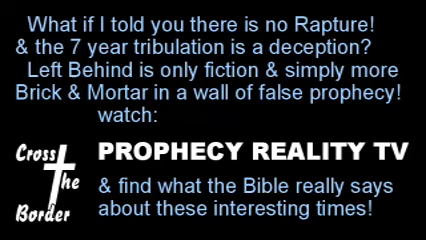 What if I told you there is no Rapture!
& the 7 year tribulation is a deception?
Left Behind is only fiction & simply more
Brick & Mortar in a wall of false prophecy!
watch:
PROPHECY REALITY TV
Cross
the
Border
& find what the Bible really says
about these interesting times!